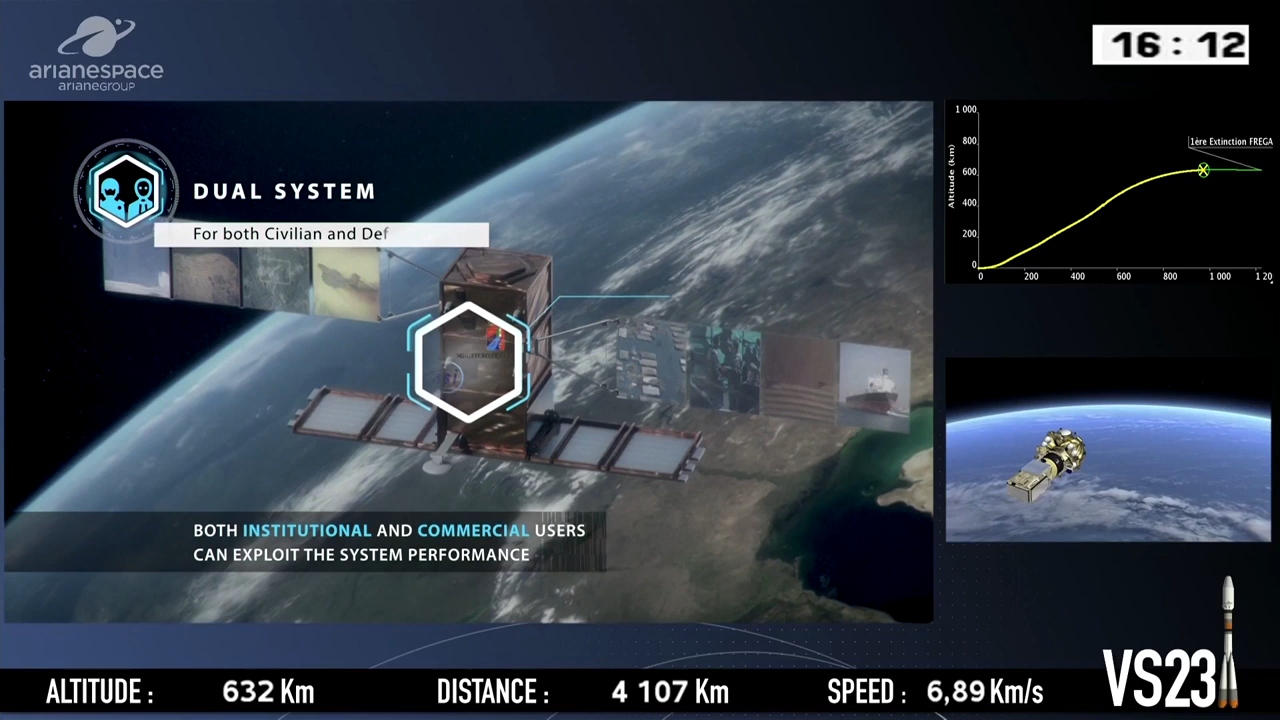 arianespace
arianeGROUP
16 : 12
DUAL SYSTEM
For both Civilian and Def
BOTH INSTITUTIONAL AND COMMERCIAL USERS
CAN EXPLOIT THE SYSTEM PERFORMANCE
Altitude (km)
1 000
800
600
400
200
0
1ère Extinction FREGA
0 200 400 600 800 1 000 1 20
VS23
ALTITUDE : 632 Km DISTANCE : 4 107 Km SPEED : 6,89 Km/s